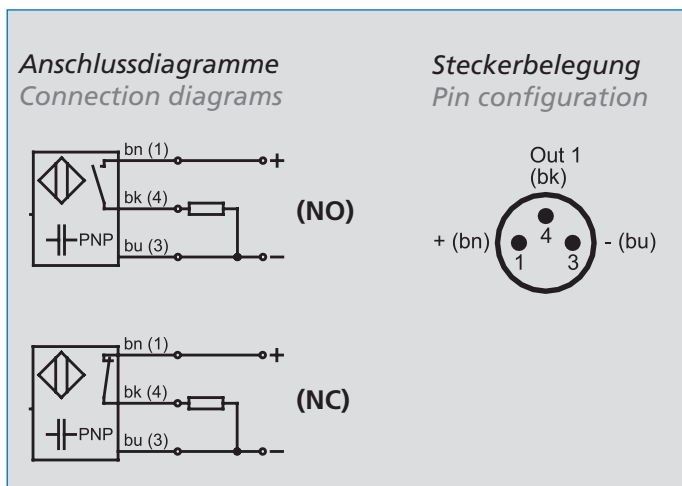 Anschlussdiagramme
Connection diagrams
bn (1)
+
bk (4)
(NO)
PNP
bu (3)
−
bn (1)
+
bk (4)
(NC)
PNP
bu (3)
−
Steckerbelegung
Pin configuration
Out 1
(bk)
+ (bn)
4
- (bu)
1
3